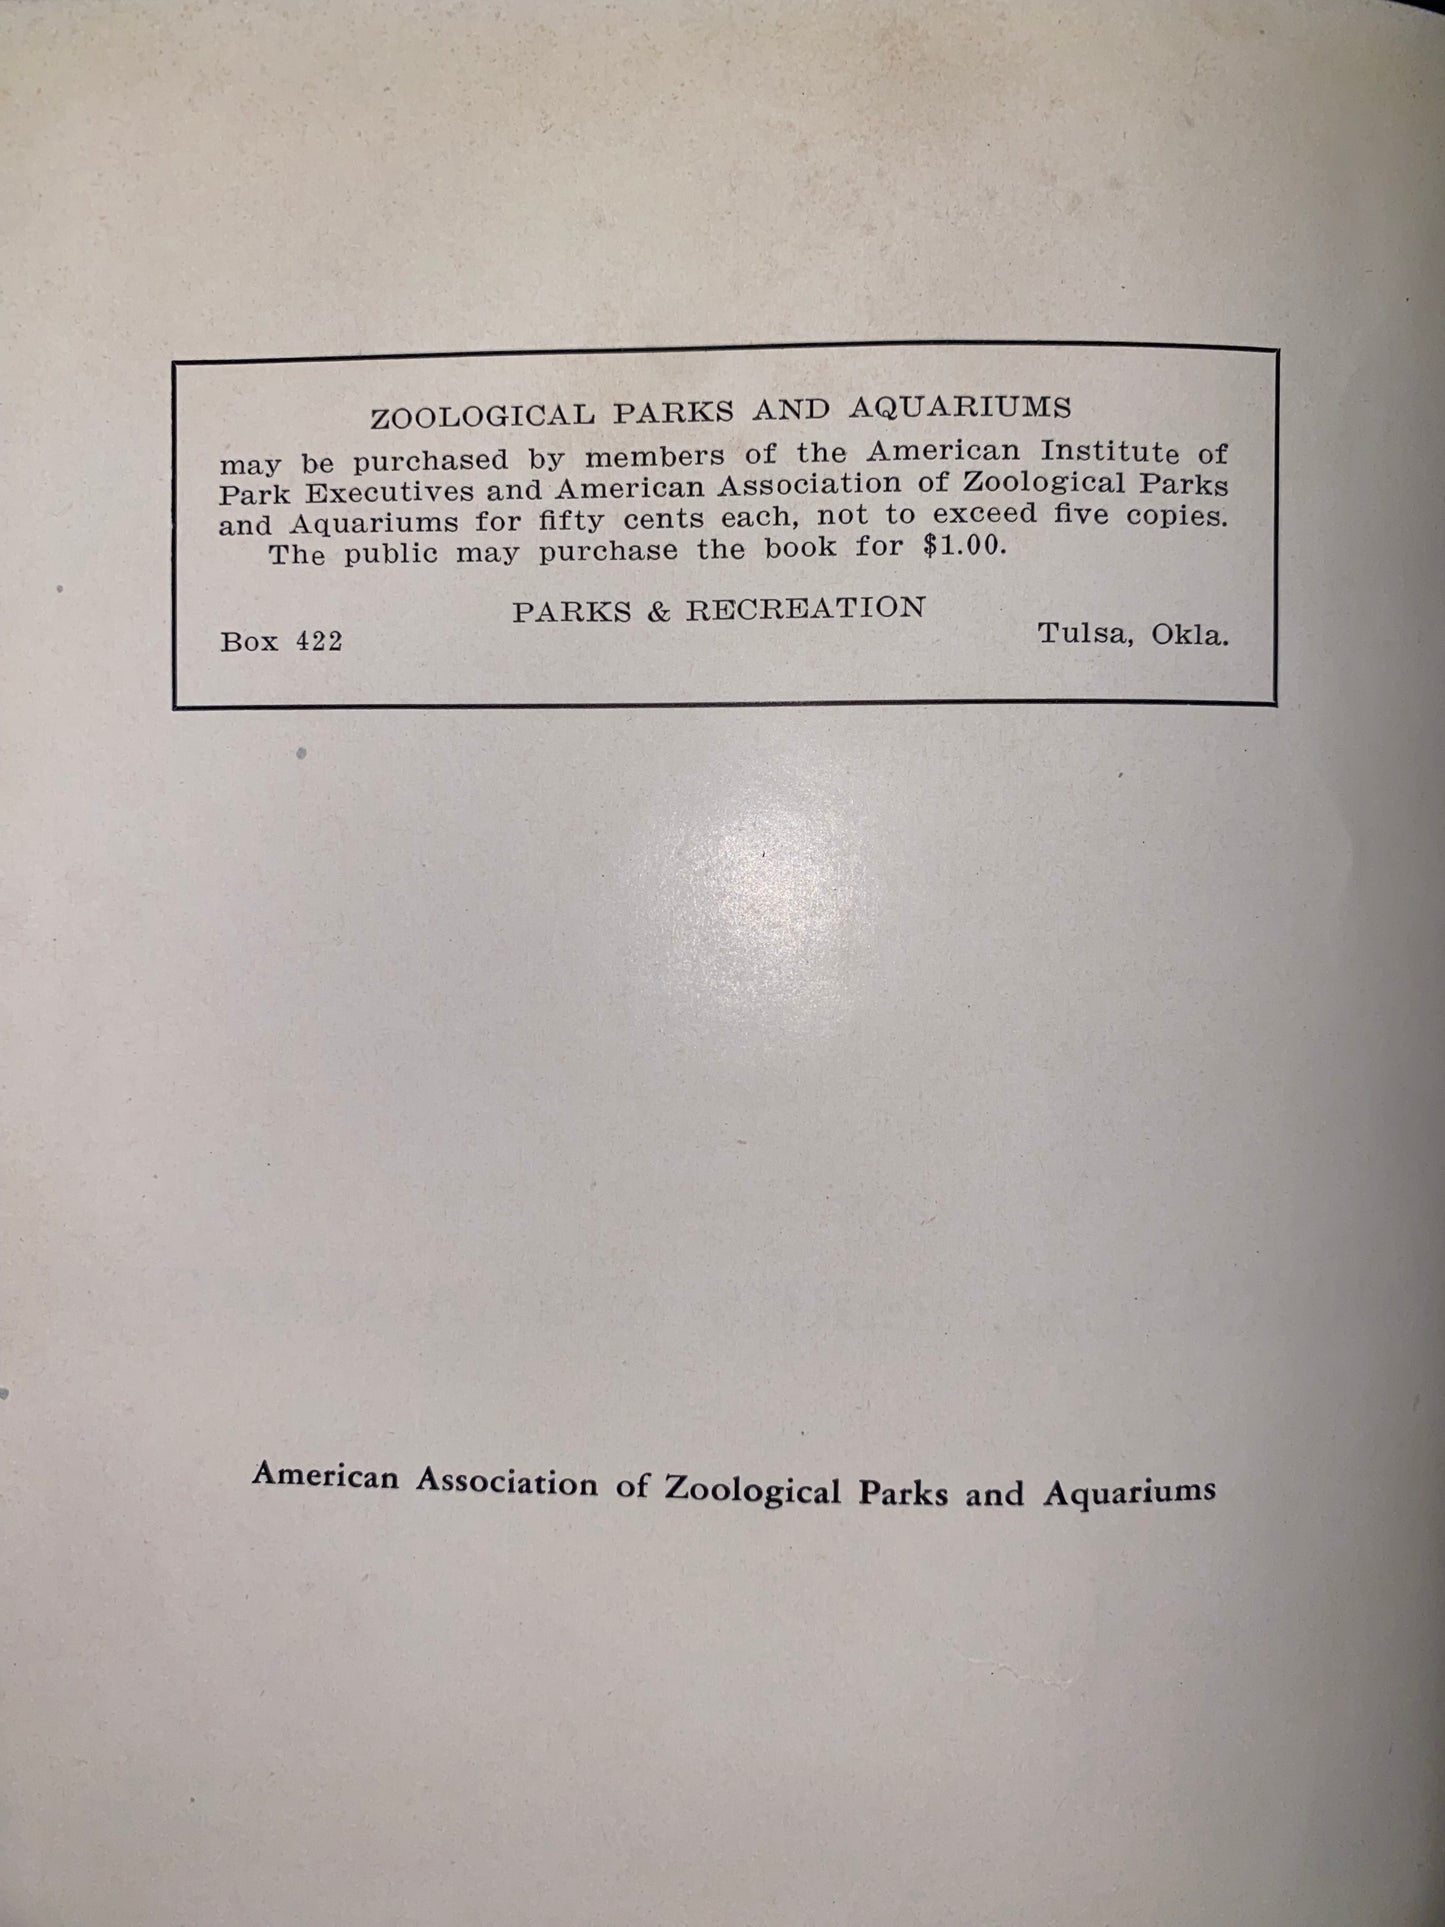 ZOOLOGICAL PARKS AND AQUARIUMS
may be purchased by members of the American Institute of
Park Executives and American Association of Zoological Parks
and Aquariums for fifty cents each, not to exceed five copies.
The public may purchase the book for $1.00.
PARKS & RECREATION
Box 422 Tulsa, Okla.
American Association of Zoological Parks and Aquariums